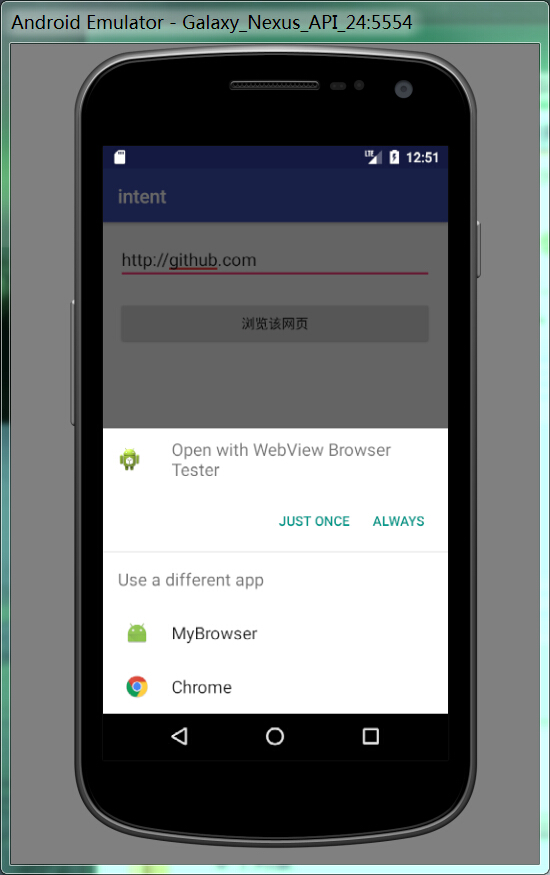 Android Emulator - Galaxy_Nexus_API_24:5554
LTE 12:51
intent
http://github.com
浏览该网页
Open with WebView Browser
Tester
JUST ONCE ALWAYS
Use a different app
MyBrowser
Chrome